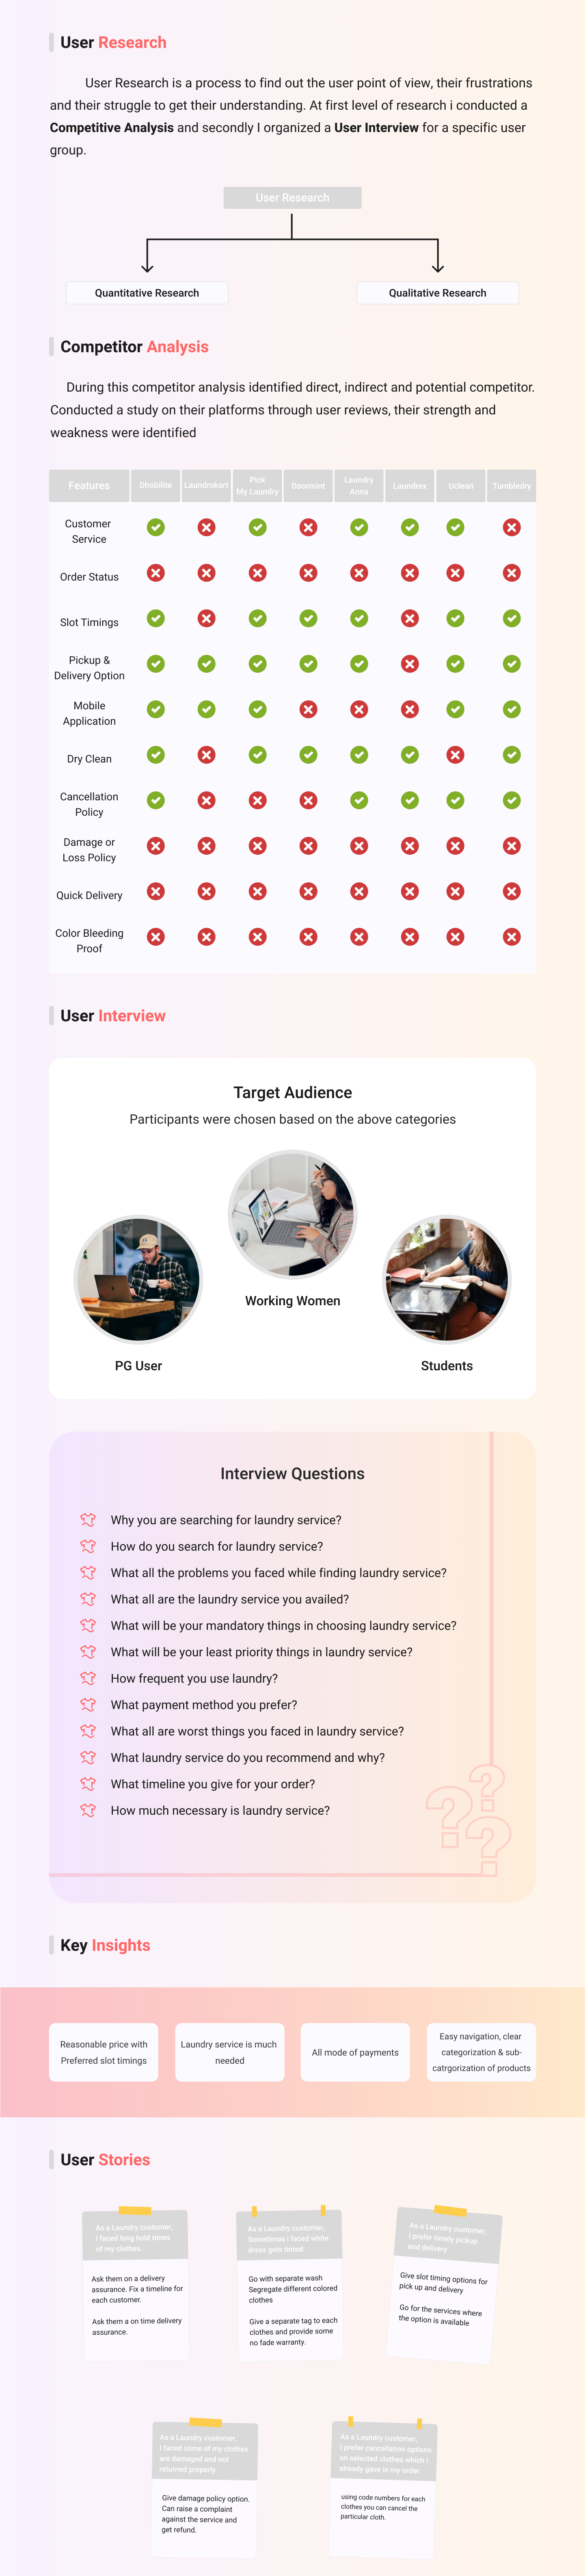 User Research
User Research is a process to find out the user point of view, their frustrations
and their struggle to get their understanding. At first level of research i conducted a
Competitive Analysis and secondly I organized a User Interview for a specific user
group.
User Research
Quantitative Research
Qualitative Research
Competitor Analysis
During this competitor analysis identified direct, indirect and potential competitor.
Conducted a study on their platforms through user reviews, their strength and
weakness were identified
Features Dhobilite Laundrokart Pick My Laundry Doormint Laundry Anna Laundrex Uclean Tumbledry
Customer
Service
Order Status
Slot Timings
Pickup &
Delivery Option
Mobile
Application
Dry Clean
Cancellation
Policy
Damage or
Loss Policy
Quick Delivery
Color Bleeding
Proof
User Interview
Target Audience
Participants were chosen based on the above categories
Working Women
PG User
Students
Interview Questions
Why you are searching for laundry service?
How do you search for laundry service?
What all the problems you faced while finding laundry service?
What all are the laundry service you availed?
What will be your mandatory things in choosing laundry service?
What will be your least priority things in laundry service?
How frequent you use laundry?
What payment method you prefer?
What all are worst things you faced in laundry service?
What laundry service do you recommend and why?
What timeline you give for your order?
How much necessary is laundry service?
???
Key Insights
Reasonable price with
Preferred slot timings
Laundry service is much
needed
All mode of payments
Easy navigation, clear
categorization & sub-
catrgorization of products
User Stories
As a Laundry customer,
I faced long hold times
of my clothes.
Ask them on a delivery
assurance. Fix a timeline for
each customer.
Ask them a on time delivery
assurance.
As a Laundry customer,
Sometimes i faced white
dress gets tinted.
Go with separate wash
Segregate different colored
clothes
Give a separate tag to each
clothes and provide some
no fade warranty.
As a Laundry customer,
I prefer timely pickup
and delivery.
Give slot timing options for
pick up and delivery
Go for the services where
the option is available
As a Laundry customer,
I faced some of my clothes
are damaged and not
returned properly.
Give damage policy option.
Can raise a complaint
against the service and
get refund.
As a Laundry customer,
I prefer cancellation options
on selected clothes which i
already gave in my order
using code numbers for each
clothes you can cancel the
particular cloth.